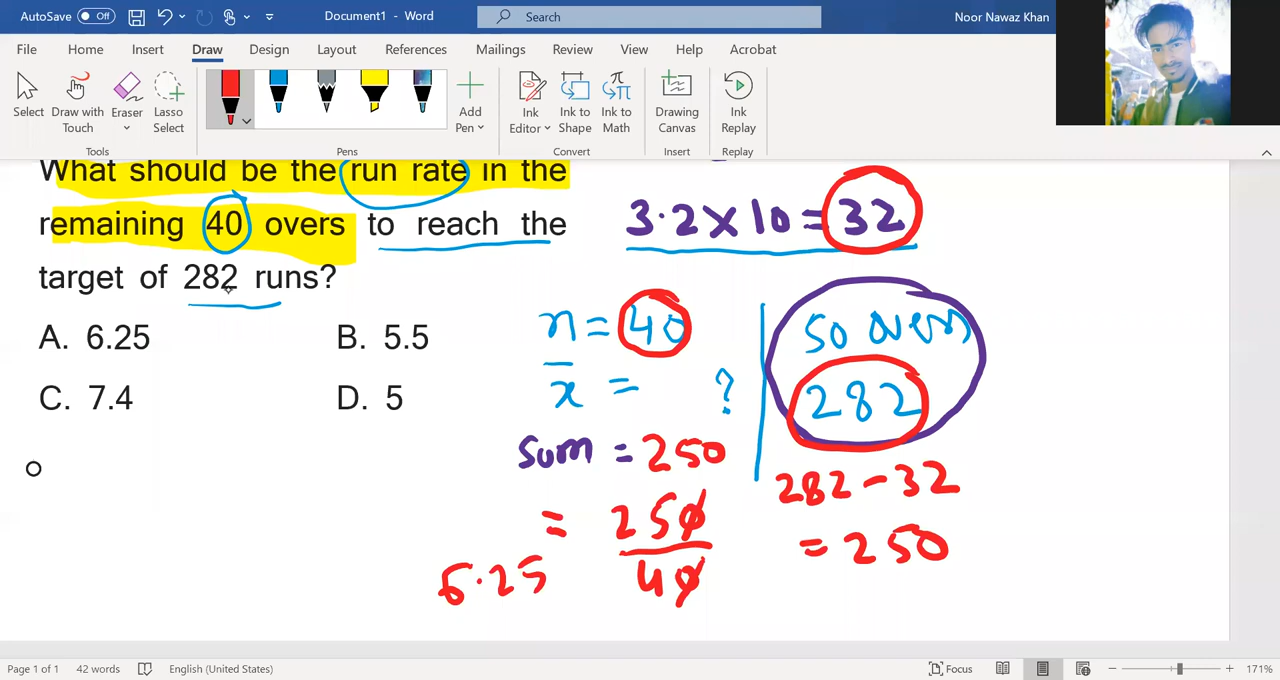 AutoSave Off Document1 - Word Search Noor Nawaz Khan
File Home Insert Draw Design Layout References Mailings Review View Help Acrobat
Select Draw with Touch Eraser Lasso Select Add Pen Ink Editor Ink to Shape Ink to Math Drawing Canvas Ink Replay
Tools Pens Convert Insert Replay
What should be the run rate in the
remaining 40 overs to reach the
target of 282 runs?
A. 6.25 B. 5.5
C. 7.4 D. 5
3.2 x 10 = 32
n = 40
x̄ = ?
Sum = 250
= 250/40
6.25
50 overs
282
282 - 32
= 250
Page 1 of 1 42 words English (United States) Focus 171%